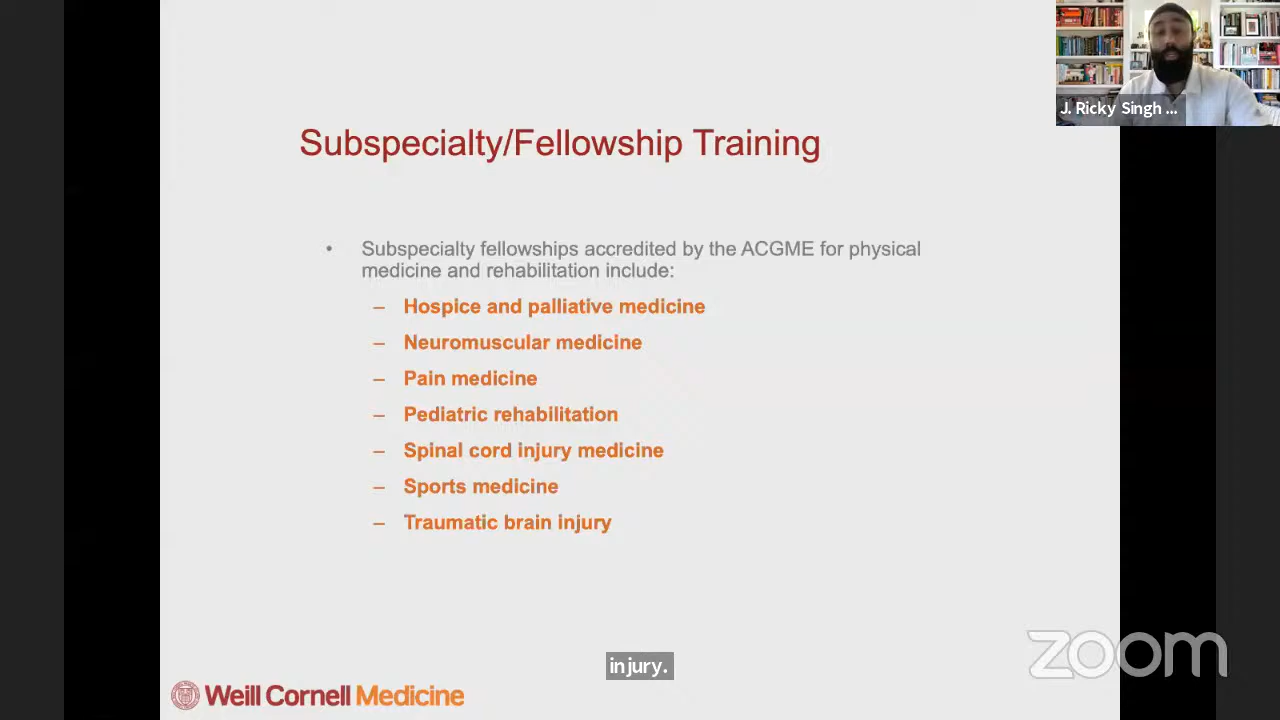 J. Ricky Singh ...
Subspecialty/Fellowship Training
• Subspecialty fellowships accredited by the ACGME for physical
medicine and rehabilitation include:
– Hospice and palliative medicine
– Neuromuscular medicine
– Pain medicine
– Pediatric rehabilitation
– Spinal cord injury medicine
– Sports medicine
– Traumatic brain injury
injury.
zoom
Weill Cornell Medicine